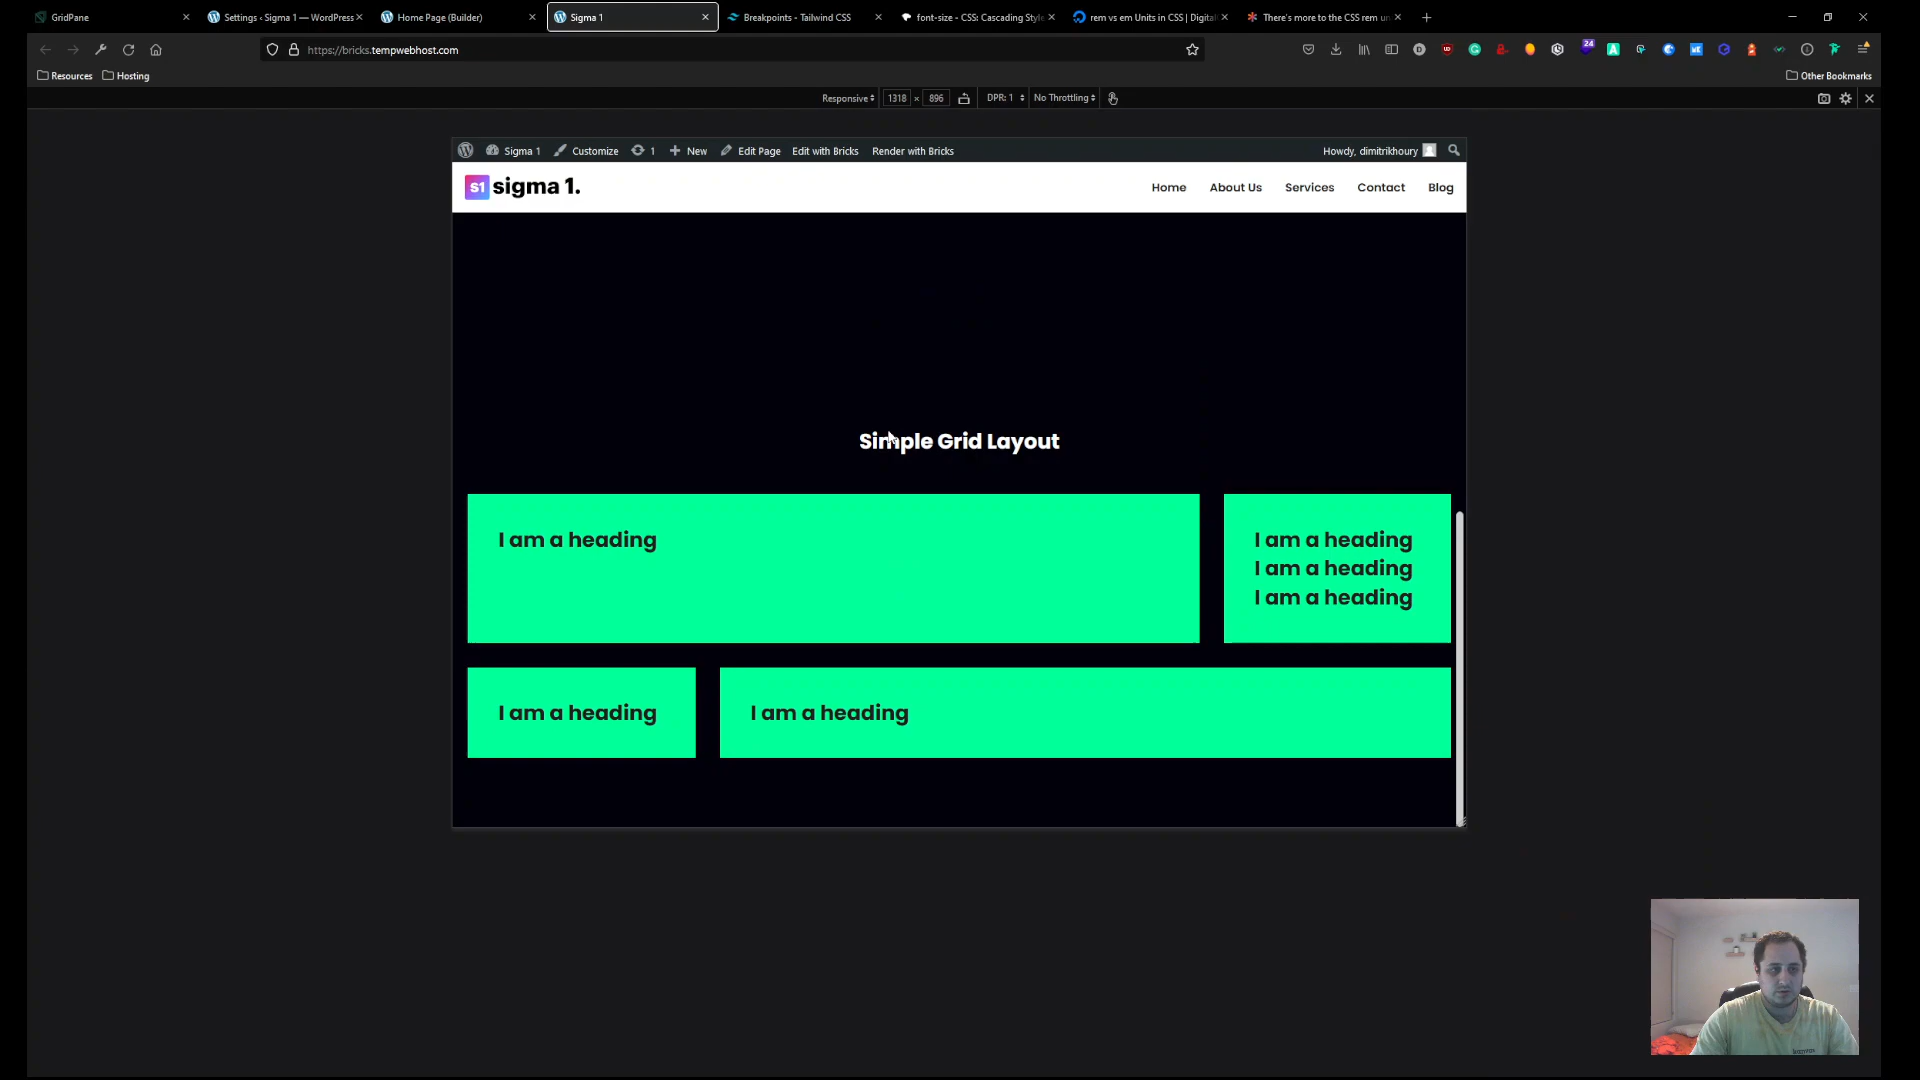 GridPane
Settings ‹ Sigma 1 — WordPress
Home Page (Builder)
Sigma 1
Breakpoints - Tailwind CSS
font-size - CSS: Cascading Style
rem vs em Units in CSS | Digital
There's more to the CSS rem un
https://bricks.tempwebhost.com
24
Resources
Hosting
Other Bookmarks
Responsive
1318 × 896
DPR: 1
No Throttling
Sigma 1
Customize
1
New
Edit Page
Edit with Bricks
Render with Bricks
Howdy, dimitrikhoury
S1 sigma 1.
Home
About Us
Services
Contact
Blog
Simple Grid Layout
I am a heading
I am a heading
I am a heading
I am a heading
I am a heading
I am a heading